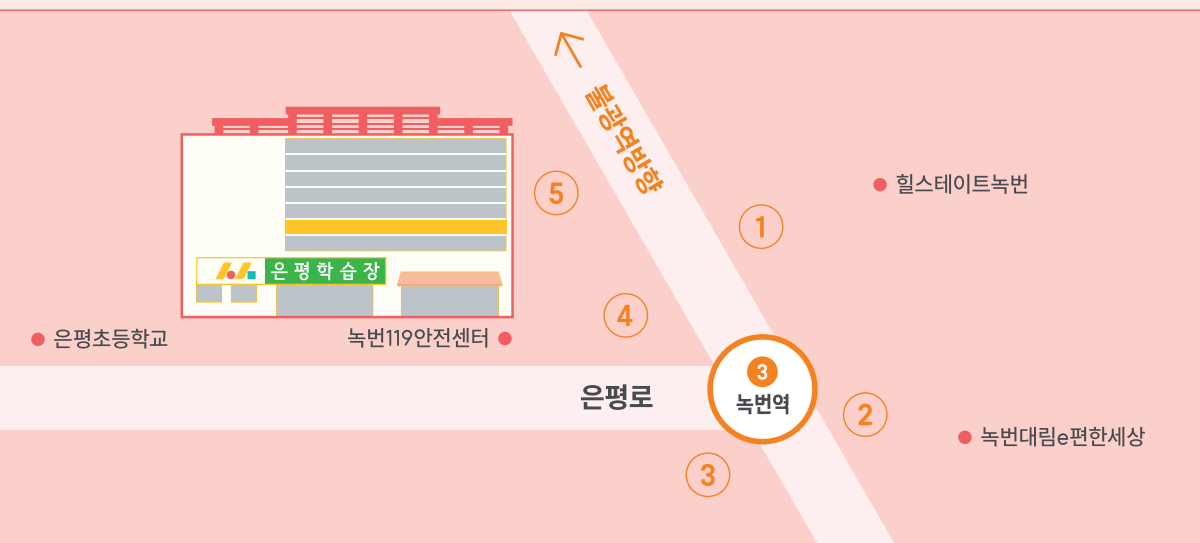 불광역방향
5
힐스테이트녹번
1
은평학습장
4
은평초등학교
녹번119안전센터
3
녹번역
은평로
2
녹번대림e편한세상
3